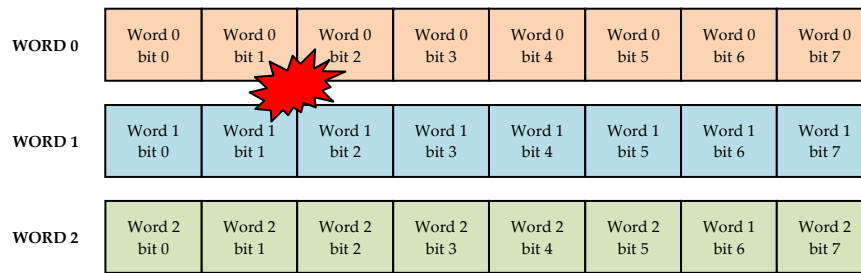 WORD 0
Word 0 Word 0 Word 0 Word 0 Word 0 Word 0 Word 0 Word 0
bit 0 bit 1 bit 2 bit 3 bit 4 bit 5 bit 6 bit 7
WORD 1
Word 1 Word 1 Word 1 Word 1 Word 1 Word 1 Word 1 Word 1
bit 0 bit 1 bit 2 bit 3 bit 4 bit 5 bit 6 bit 7
WORD 2
Word 2 Word 2 Word 2 Word 2 Word 2 Word 2 Word 1 Word 2
bit 0 bit 1 bit 2 bit 3 bit 4 bit 5 bit 6 bit 7